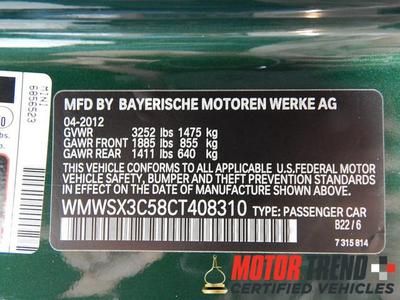 MINI
6856523
MFD BY BAYERISCHE MOTOREN WERKE AG
04-2012
GVWR 3252 lbs 1475 kg
GAWR FRONT 1885 lbs 855 kg
GAWR REAR 1411 lbs 640 kg
THIS VEHICLE CONFORMS TO ALL APPLICABLE
U.S.FEDERAL MOTOR VEHICLE SAFETY, BUMPER,
AND THEFT PREVENTION STANDARDS IN EFFECT
ON THE DATE OF MANUFACTURE SHOWN ABOVE.
WMWSX3C58CT408310 TYPE: PASSENGER CAR
B22 / 6
7 315 814
MOTOR TREND
CERTIFIED VEHICLES